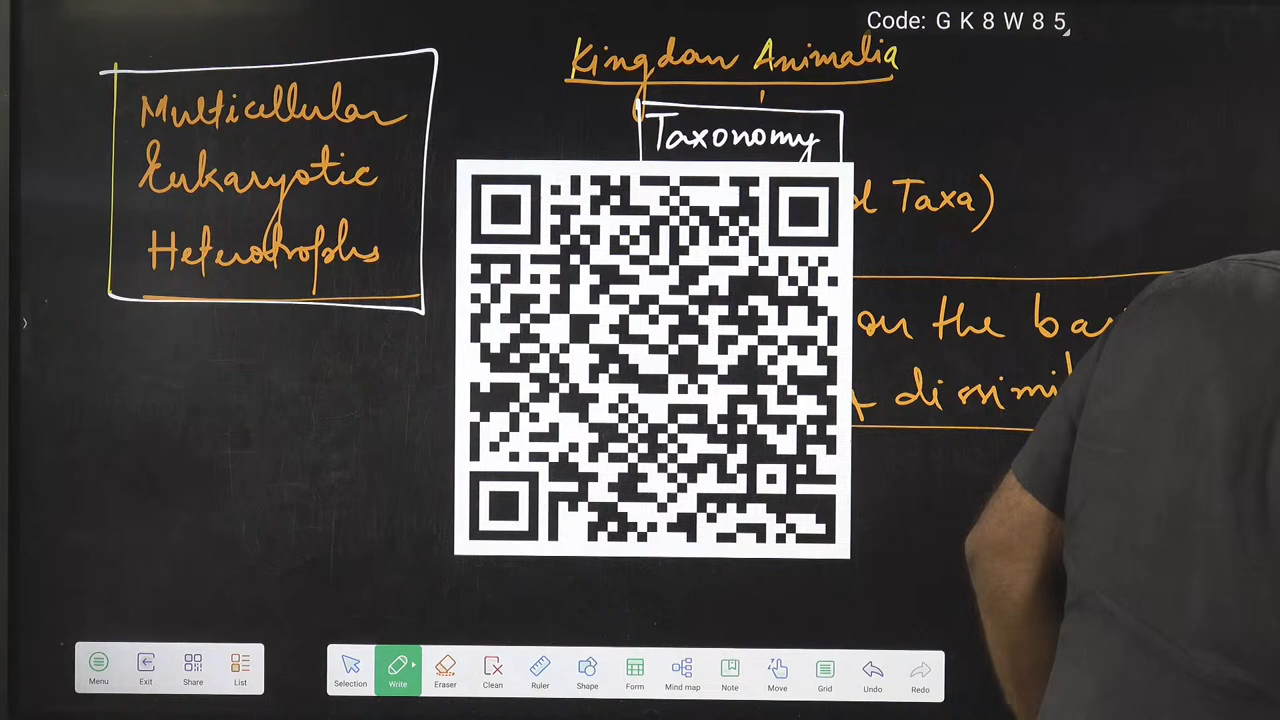 Code: G K 8 W 8 5
Kingdom Animalia
Taxonomy
Multicellular
Eukaryotic
Heterotrophs
Taxa)
on the
Menu
Exit
Share
List
Selection
Write
Eraser
Clean
Ruler
Shape
Form
Mind map
Note
Move
Grid
Undo
Redo